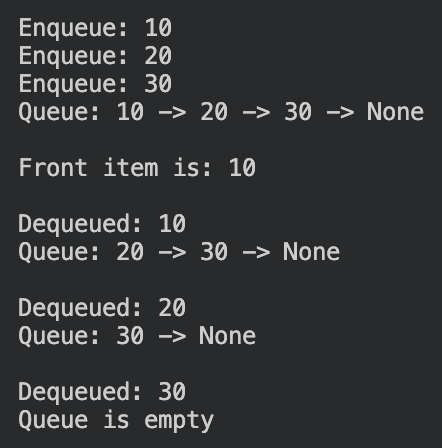 Enqueue: 10
Enqueue: 20
Enqueue: 30
Queue: 10 -> 20 -> 30 -> None
Front item is: 10
Dequeued: 10
Queue: 20 -> 30 -> None
Dequeued: 20
Queue: 30 -> None
Dequeued: 30
Queue is empty